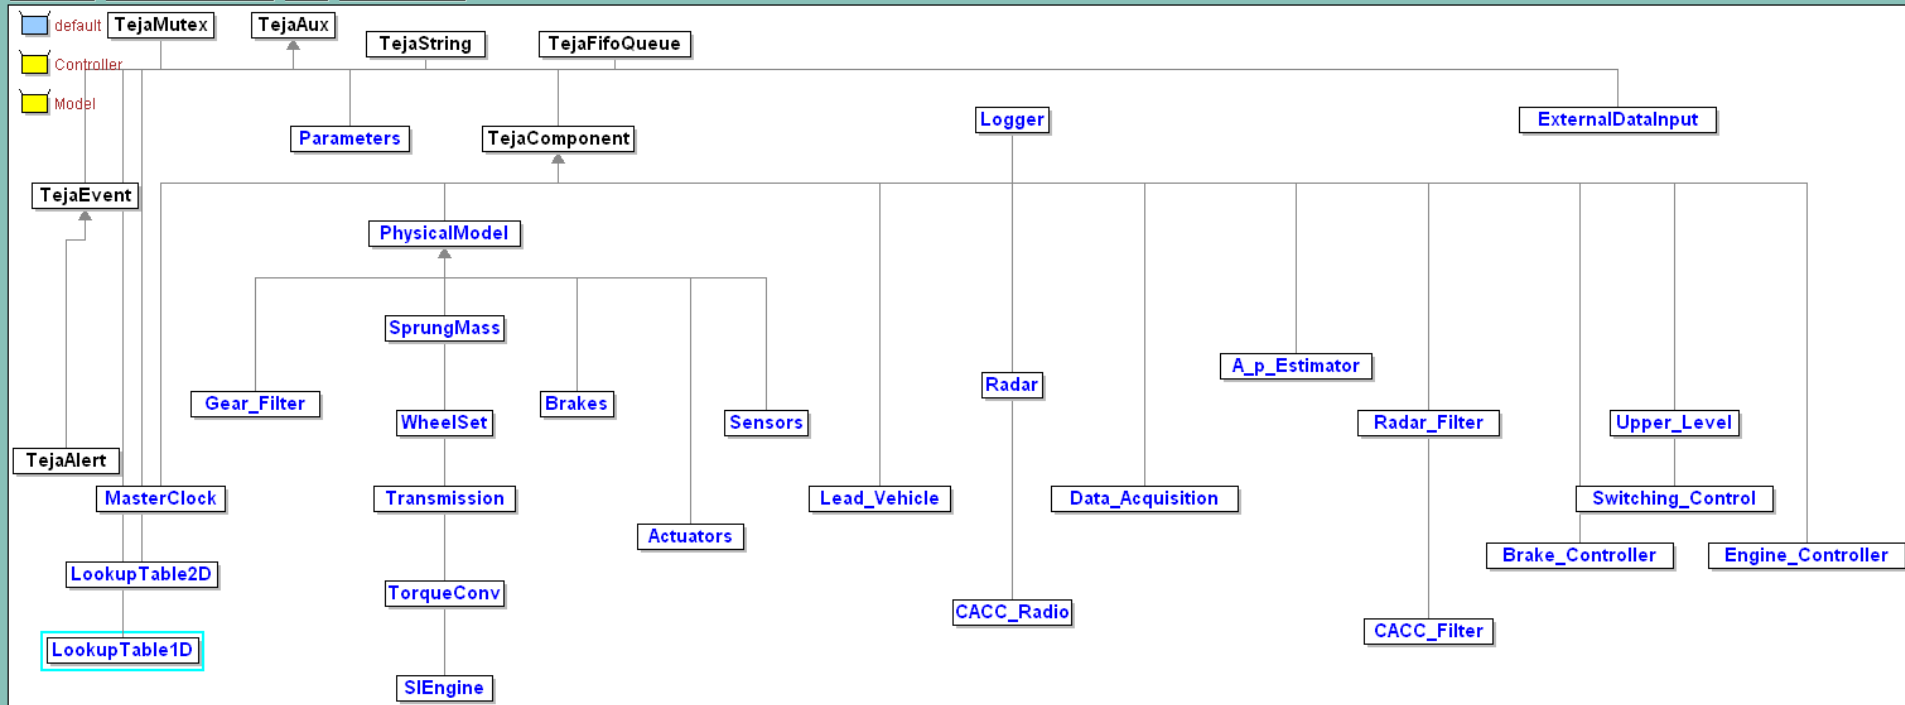 default
TejaMutex
TejaAux
TejaString
TejaFifoQueue
Controller
Model
Parameters
TejaComponent
Logger
ExternalDataInput
TejaEvent
PhysicalModel
SprungMass
A_p_Estimator
Radar
Gear_Filter
Brakes
WheelSet
Sensors
Radar_Filter
Upper_Level
TejaAlert
MasterClock
Transmission
Lead_Vehicle
Data_Acquisition
Switching_Control
Actuators
Brake_Controller
Engine_Controller
LookupTable2D
TorqueConv
CACC_Radio
CACC_Filter
LookupTable1D
SIEngine